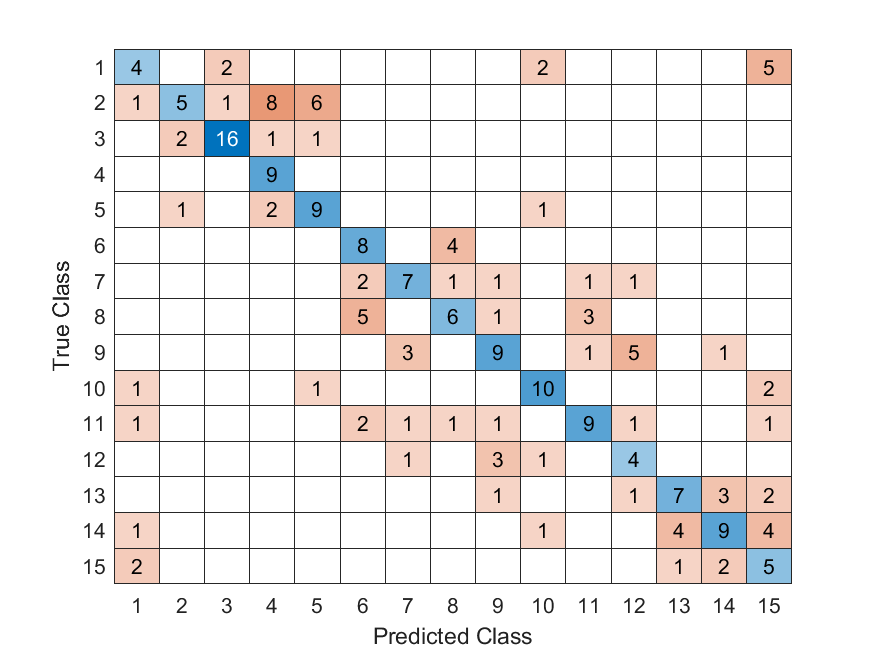 1 4 2 2 5
2 1 5 1 8 6
3 2 16 1 1
4 9
5 1 2 9 1
6 8 4
7 2 7 1 1 1 1
8 5 6 1 3
9 3 9 1 5 1
10 1 1 10 2
11 1 2 1 1 1 9 1 1
12 1 3 1 4
13 1 1 7 3 2
14 1 1 4 9 4
15 2 1 2 5
1 2 3 4 5 6 7 8 9 10 11 12 13 14 15
Predicted Class
True Class